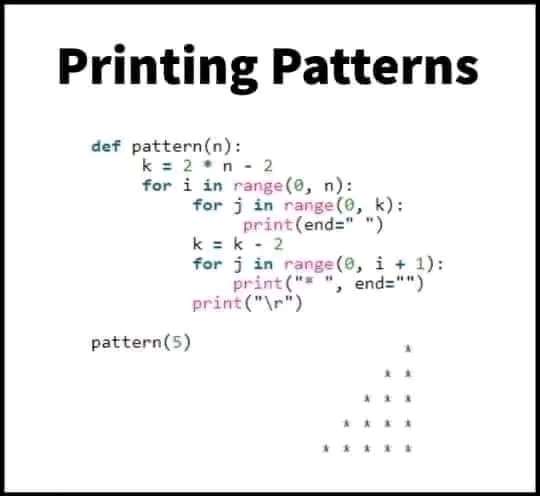 Printing Patterns
def pattern(n):
     k = 2 * n - 2
     for i in range(0, n):
          for j in range(0, k):
               print(end=" ")
          k = k - 2
          for j in range(0, i + 1):
              print("* ", end="")
          print("\r")
pattern(5)
        *
      * *
    * * *
  * * * *
* * * * *